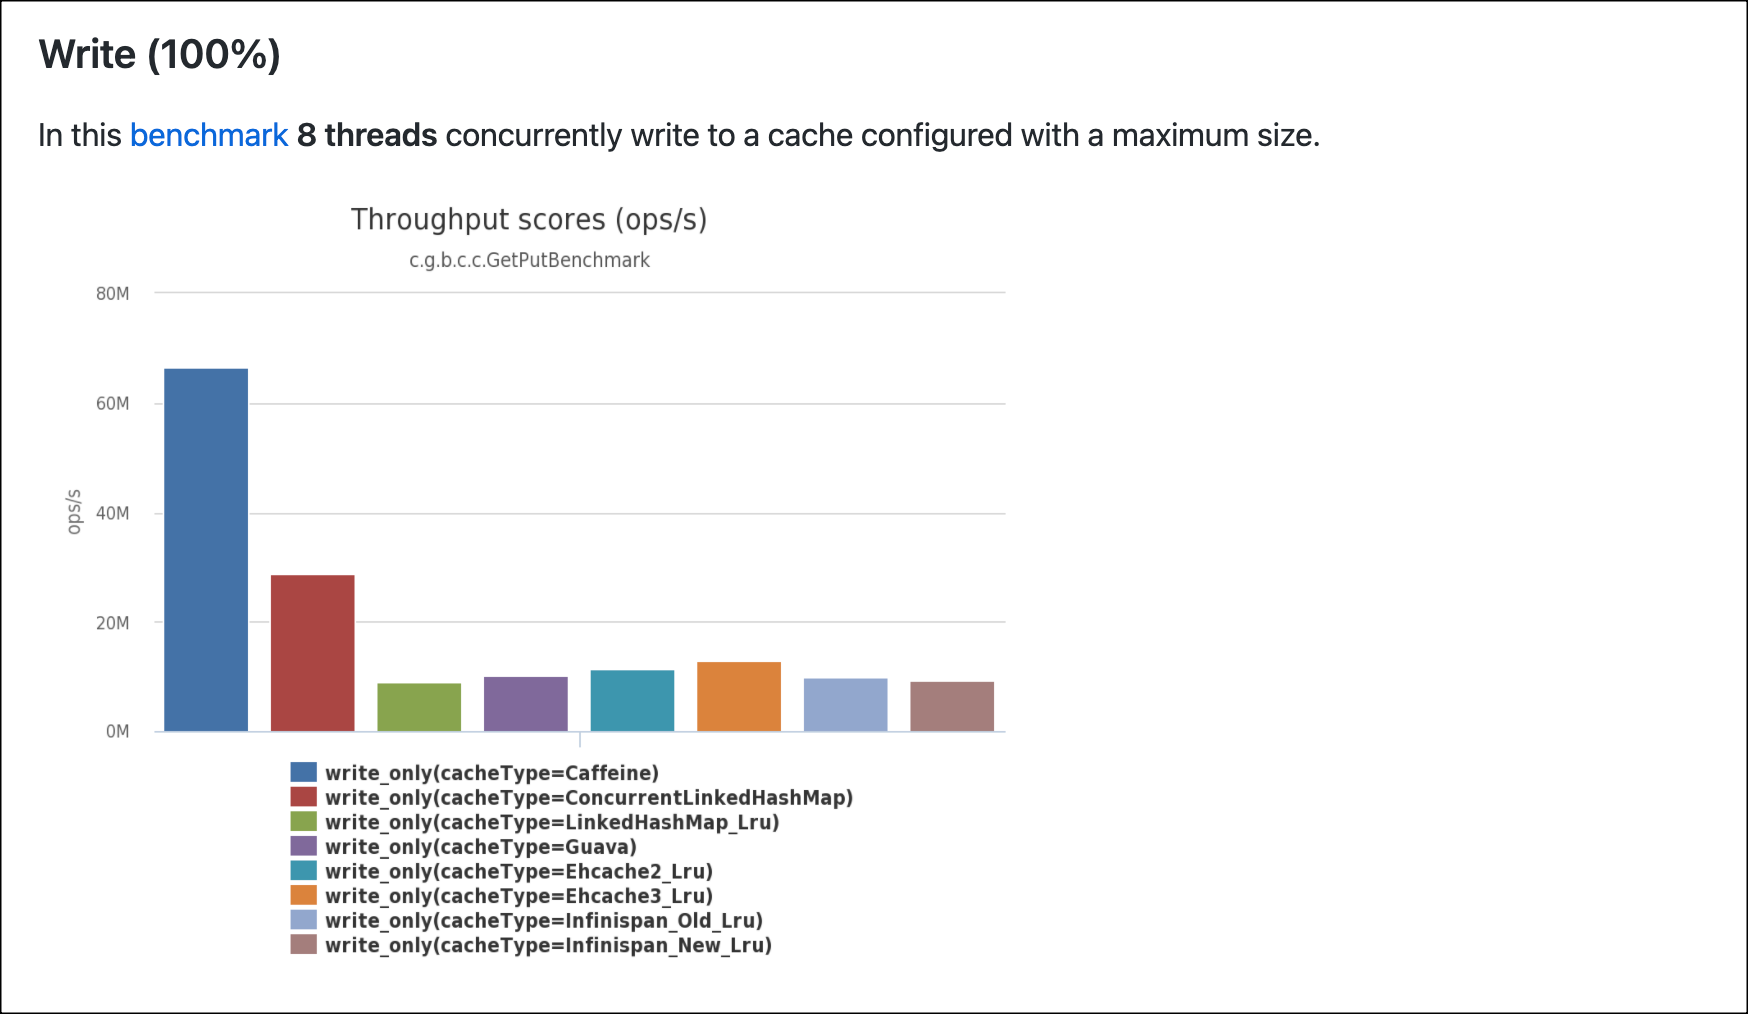 Write (100%)
In this benchmark 8 threads concurrently write to a cache configured with a maximum size.
Throughput scores (ops/s)
c.g.b.c.c.GetPutBenchmark
80M
60M
40M
20M
0M
ops/s
write_only(cacheType=Caffeine)
write_only(cacheType=ConcurrentLinkedHashMap)
write_only(cacheType=LinkedHashMap_Lru)
write_only(cacheType=Guava)
write_only(cacheType=Ehcache2_Lru)
write_only(cacheType=Ehcache3_Lru)
write_only(cacheType=Infinispan_Old_Lru)
write_only(cacheType=Infinispan_New_Lru)